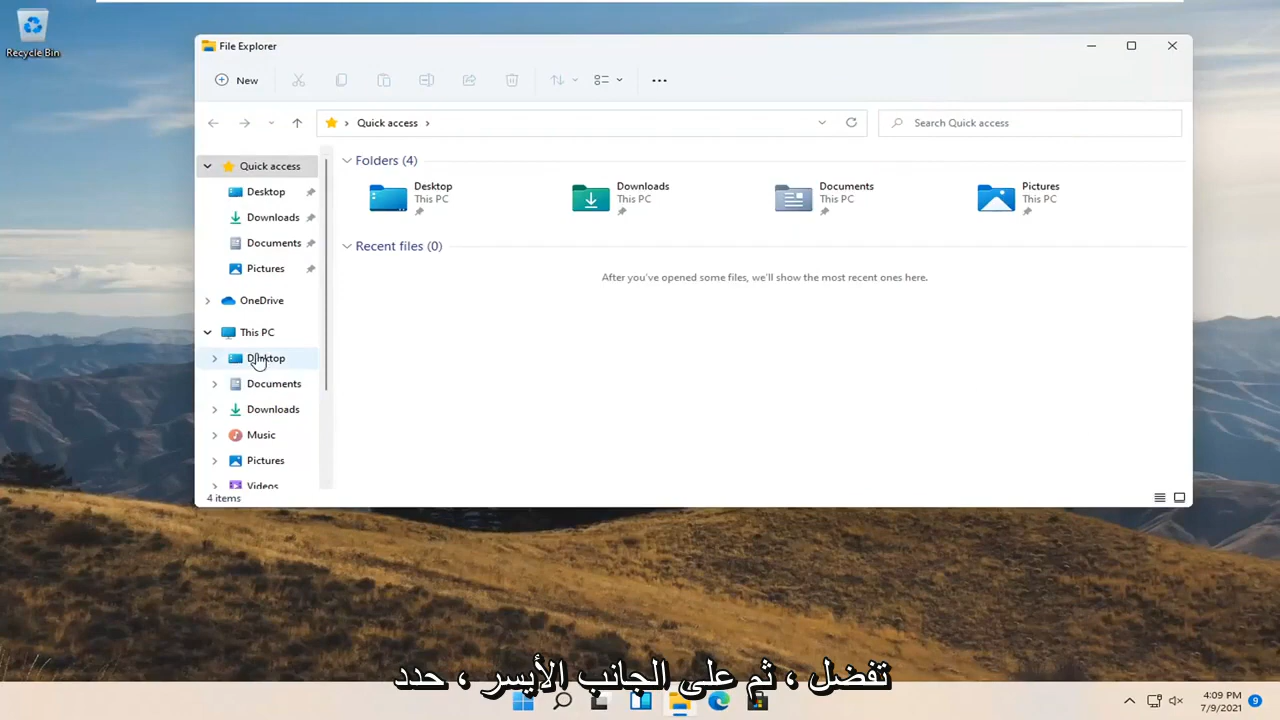 Recycle Bin
File Explorer
New
Quick access
Search Quick access
Quick access
Desktop
Downloads
Documents
Pictures
OneDrive
This PC
Desktop
Documents
Downloads
Music
Pictures
Videos
Folders (4)
Desktop
This PC
Downloads
This PC
Documents
This PC
Pictures
This PC
Recent files (0)
After you've opened some files, we'll show the most recent ones here.
4 items
تفضل ، ثم على الجانب الأيسر ، حدد
4:09 PM
7/9/2021
9